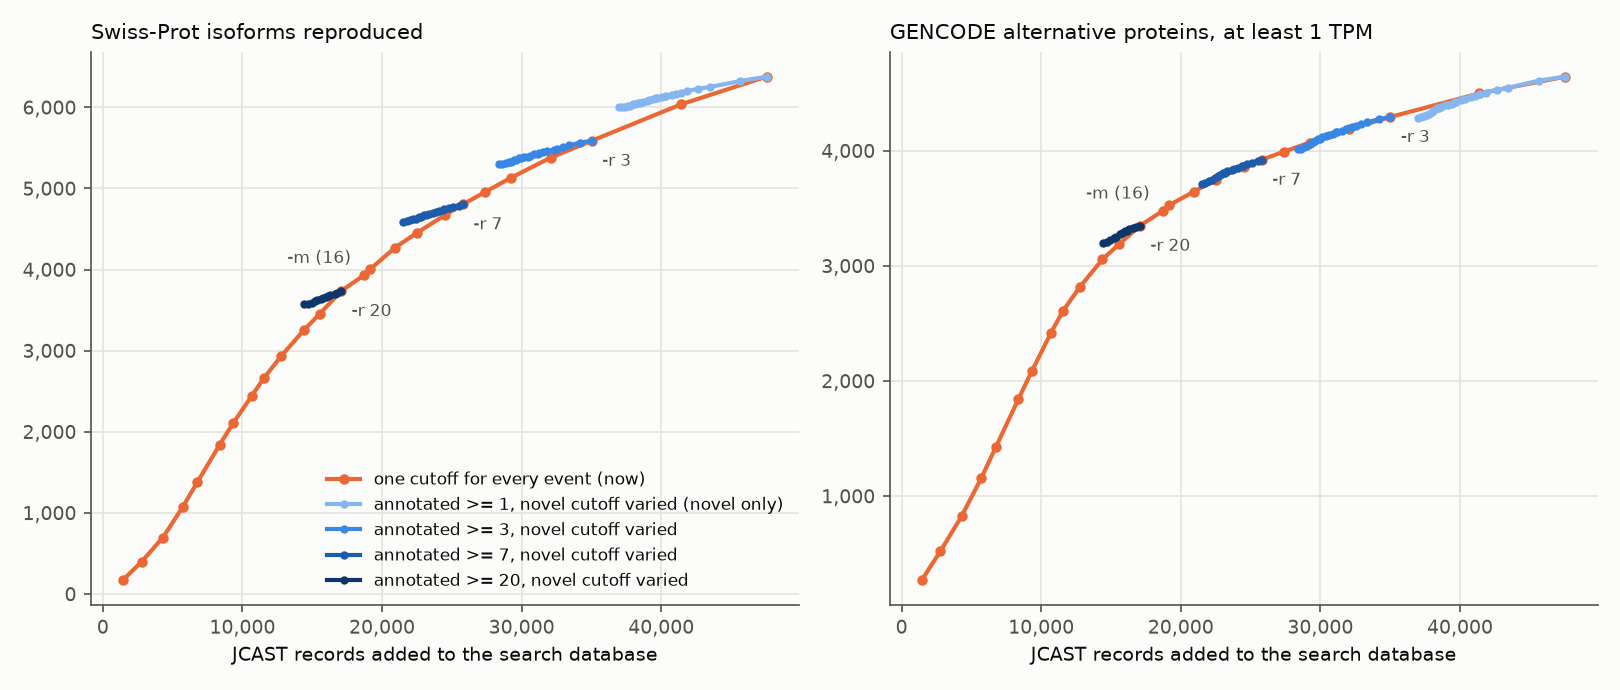 Swiss-Prot isoforms reproduced
6,000
5,000
4,000
3,000
2,000
1,000
0
-r 3
-r 7
-m (16)
-r 20
one cutoff for every event (now)
annotated >= 1, novel cutoff varied (novel only)
annotated >= 3, novel cutoff varied
annotated >= 7, novel cutoff varied
annotated >= 20, novel cutoff varied
0 10,000 20,000 30,000 40,000
JCAST records added to the search database
GENCODE alternative proteins, at least 1 TPM
4,000
3,000
2,000
1,000
-r 3
-r 7
-m (16)
-r 20
0 10,000 20,000 30,000 40,000
JCAST records added to the search database